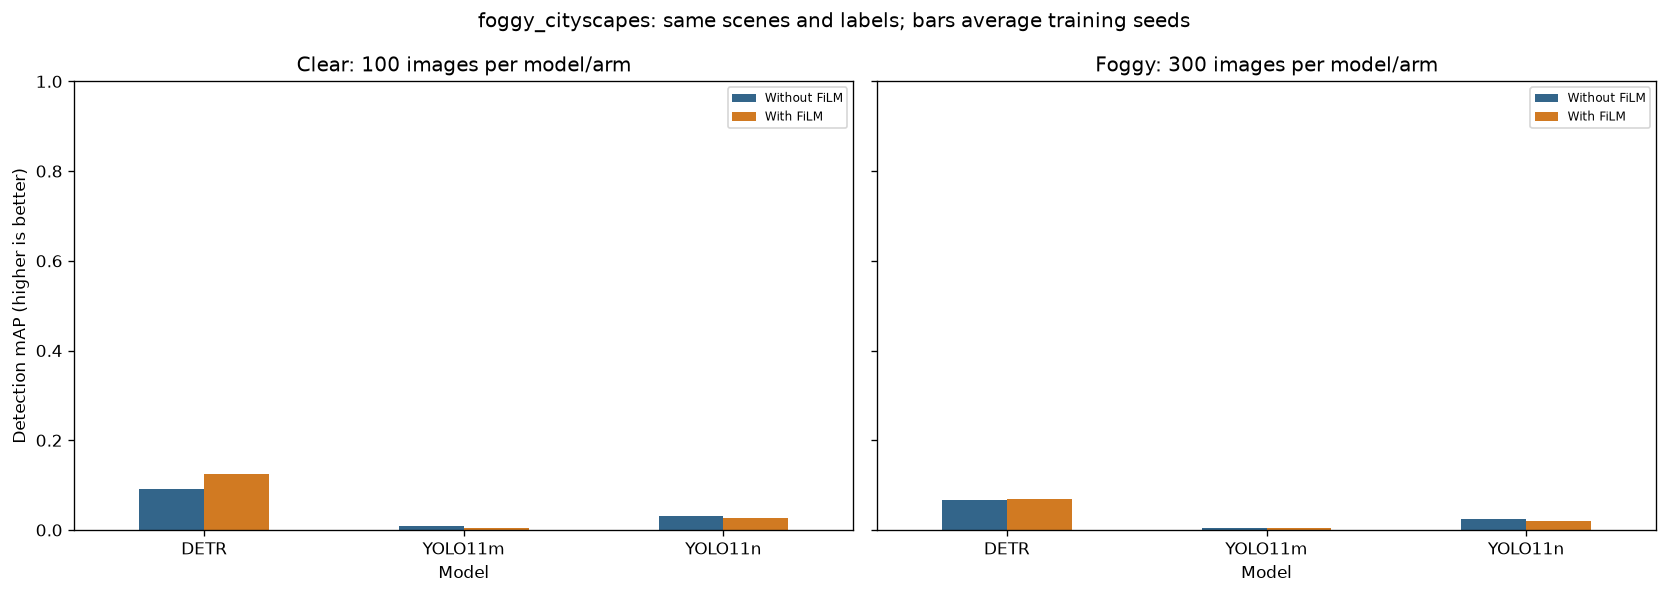 foggy_cityscapes: same scenes and labels; bars average training seeds
Clear: 100 images per model/arm
Without FiLM
With FiLM
Detection mAP (higher is better)
1.0
0.8
0.6
0.4
0.2
0.0
DETR YOLO11m YOLO11n
Model
Foggy: 300 images per model/arm
Without FiLM
With FiLM
DETR YOLO11m YOLO11n
Model